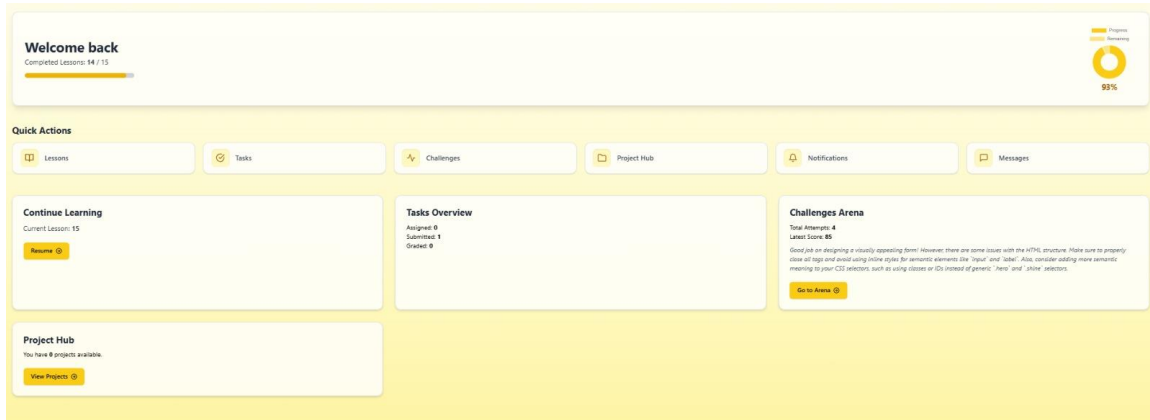 Welcome back
Completed Lessons: 14 / 15
Progress
Remaining
93%
Quick Actions
Lessons
Tasks
Challenges
Project Hub
Notifications
Messages
Continue Learning
Current Lesson: 15
Resume
Tasks Overview
Assigned: 0
Submitted: 1
Graded: 0
Challenges Arena
Total Attempts: 4
Latest Score: 85
Good job on designing a visually appealing form! However, there are some issues with the HTML structure. Make sure to properly
close all tags and avoid using inline styles for semantic elements like `input` and `label`. Also, consider adding more semantic
meaning to your CSS selectors, such as using classes or IDs instead of generic `.hero` and `.shine` selectors.
Go to Arena
Project Hub
You have 0 projects available.
View Projects